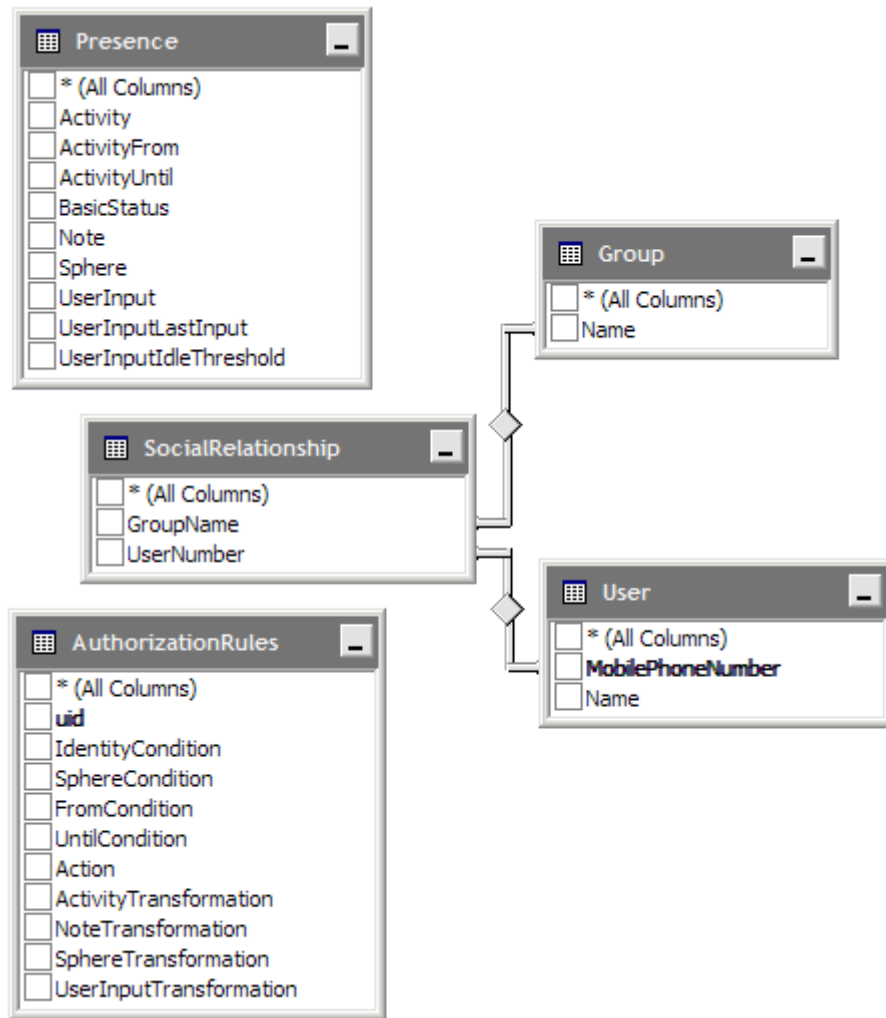 Presence
* (All Columns)
Activity
ActivityFrom
ActivityUntil
BasicStatus
Note
Sphere
UserInput
UserInputLastInput
UserInputIdleThreshold
Group
* (All Columns)
Name
SocialRelationship
* (All Columns)
GroupName
UserNumber
User
* (All Columns)
MobilePhoneNumber
Name
AuthorizationRules
* (All Columns)
uid
IdentityCondition
SphereCondition
FromCondition
UntilCondition
Action
ActivityTransformation
NoteTransformation
SphereTransformation
UserInputTransformation